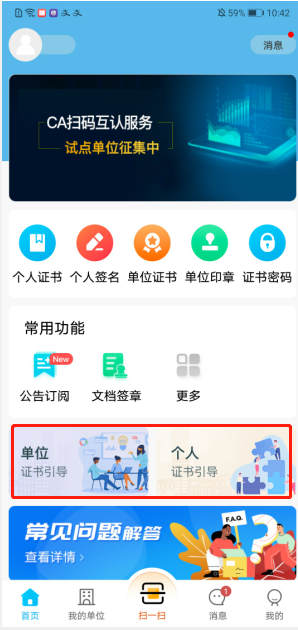 59% 10:42
消息
CA扫码互认服务
试点单位征集中
个人证书 个人签名 单位证书 单位印章 证书密码
常用功能
New
公告订阅 文档签章 更多
单位 个人
证书引导 证书引导
常见问题解答
查看详情 >
F.A.Q.
1
首页 我的单位 扫一扫 消息 我的